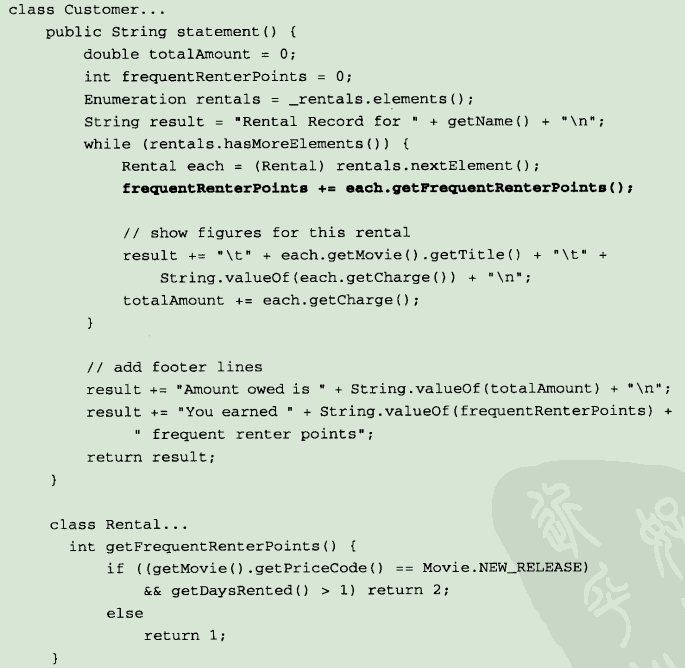 class Customer...
    public String statement() {
        double totalAmount = 0;
        int frequentRenterPoints = 0;
        Enumeration rentals = _rentals.elements();
        String result = "Rental Record for " + getName() + "\n";
        while (rentals.hasMoreElements()) {
            Rental each = (Rental) rentals.nextElement();
            frequentRenterPoints += each.getFrequentRenterPoints();

            // show figures for this rental
            result += "\t" + each.getMovie().getTitle() + "\t" +
                String.valueOf(each.getCharge()) + "\n";
            totalAmount += each.getCharge();
        }

        // add footer lines
        result += "Amount owed is " + String.valueOf(totalAmount) + "\n";
        result += "You earned " + String.valueOf(frequentRenterPoints) +
             " frequent renter points";
        return result;
    }

    class Rental...
      int getFrequentRenterPoints() {
          if ((getMovie().getPriceCode() == Movie.NEW_RELEASE)
              && getDaysRented() > 1) return 2;
          else
              return 1;
    }